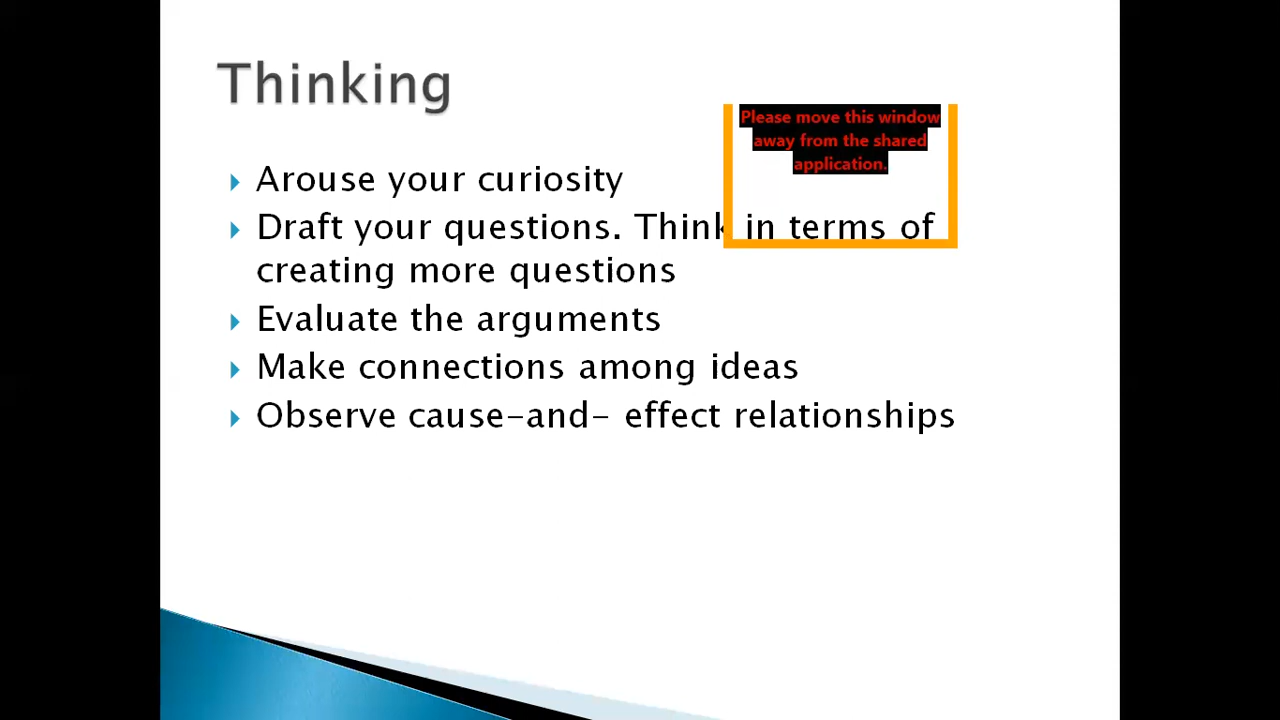 Thinking
Please move this window
away from the shared
application.
Arouse your curiosity
Draft your questions. Think in terms of
creating more questions
Evaluate the arguments
Make connections among ideas
Observe cause-and- effect relationships